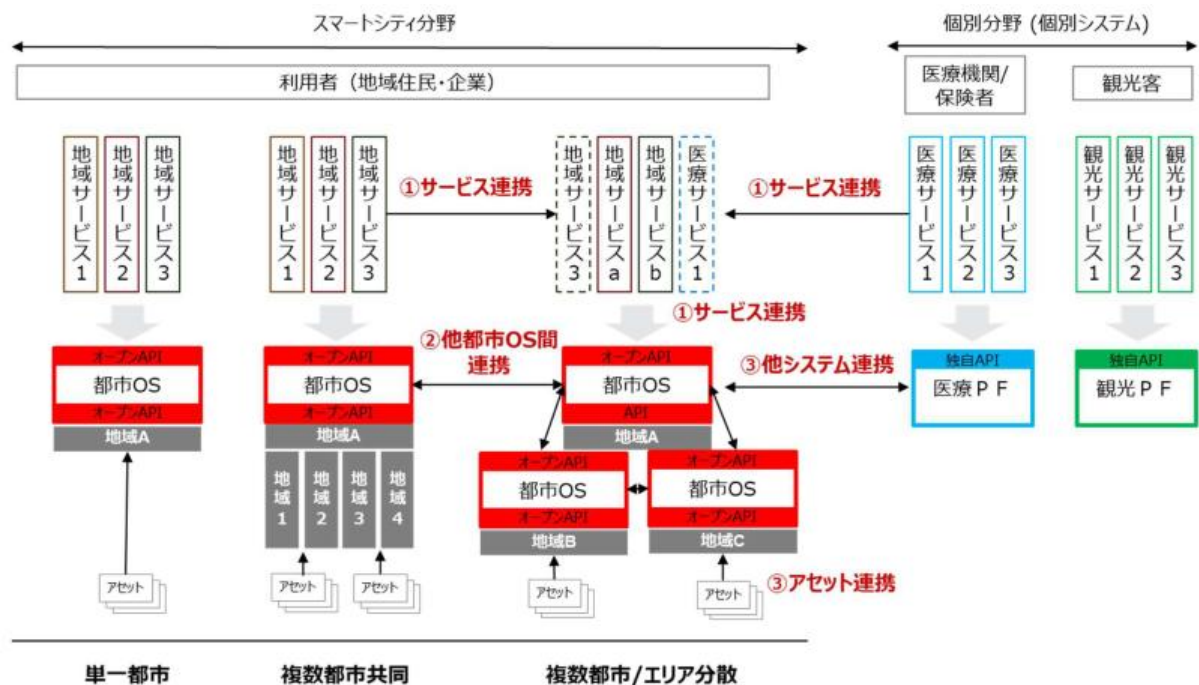 スマートシティ分野
個別分野 (個別システム)
利用者（地域住民・企業）
医療機関/
保険者
観光客
地域サービス1
地域サービス2
地域サービス3
地域サービス1
地域サービス2
地域サービス3
①サービス連携
地域サービス3
地域サービスa
地域サービスb
医療サービス1
①サービス連携
医療サービス1
医療サービス2
医療サービス3
観光サービス1
観光サービス2
観光サービス3
①サービス連携
オープンAPI
都市OS
オープンAPI
地域A
オープンAPI
都市OS
オープンAPI
地域A
地域1
地域2
地域3
地域4
②他都市OS間
連携
オープンAPI
都市OS
API
地域A
③他システム連携
独自API
医療ＰＦ
独自API
観光ＰＦ
オープンAPI
都市OS
オープンAPI
地域B
オープンAPI
都市OS
オープンAPI
地域C
アセット
アセット
アセット
アセット
アセット
③アセット連携
単一都市
複数都市共同
複数都市/エリア分散